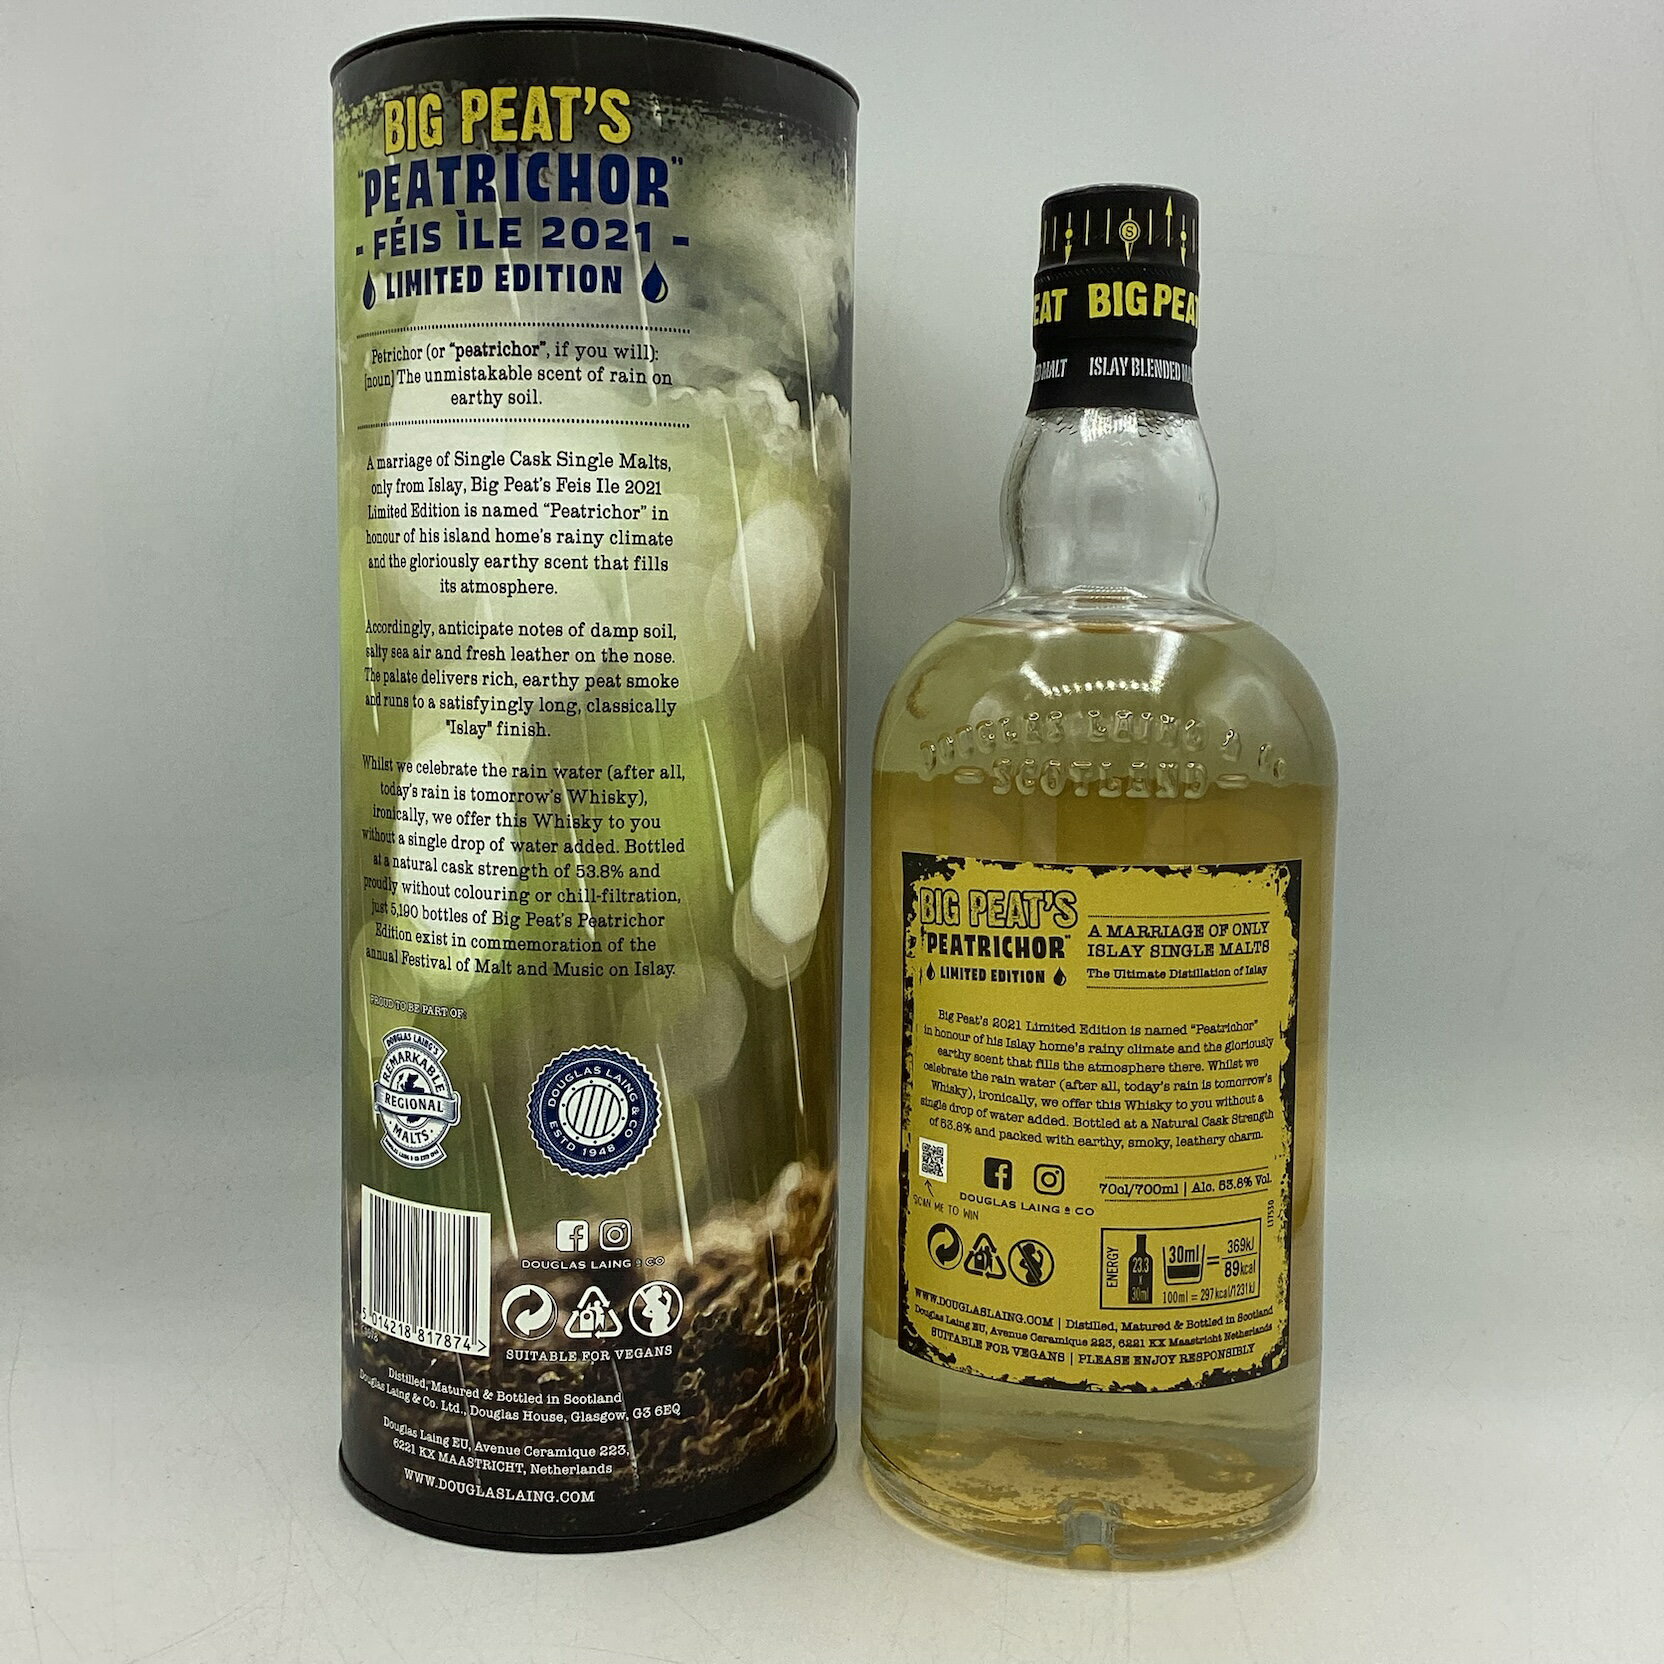 BIG PEAT'S
"PEATRICHOR"
- FÉIS ÌLE 2021 -
LIMITED EDITION
Petrichor (or "peatrichor", if you will):
[noun] The unmistakable scent of rain on
earthy soil.
A marriage of Single Cask Single Malts,
only from Islay, Big Peat's Feis Ile 2021
Limited Edition is named "Peatrichor" in
honour of his island home's rainy climate
and the gloriously earthy scent that fills
its atmosphere.
Accordingly, anticipate notes of damp soil,
salty sea air and fresh leather on the nose.
The palate delivers rich, earthy peat smoke
and runs to a satisfyingly long, classically
"Islay" finish.
Whilst we celebrate the rain water (after all,
today's rain is tomorrow's Whisky),
ironically, we offer this Whisky to you
without a single drop of water added. Bottled
at a natural cask strength of 53.8% and
proudly without colouring or chill-filtration,
just 5,190 bottles of Big Peat's Peatrichor
Edition exist in commemoration of the
annual Festival of Malt and Music on Islay.
PROUD TO BE PART OF:
DOUGLAS LAING'S
REMARKABLE
REGIONAL
MALTS
DOUGLAS LAING & CO
ESTD 1948
DOUGLAS LAING & CO
5 014218 817874 >
SUITABLE FOR VEGANS
Distilled, Matured & Bottled in Scotland
Douglas Laing & Co. Ltd., Douglas House, Glasgow, G3 6EQ
Douglas Laing EU, Avenue Ceramique 223,
6221 KX MAASTRICHT, Netherlands
WWW.DOUGLASLAING.COM
S
EAT BIG PEA
ED MALT ISLAY BLENDED MA
DOUGLAS LAING & Co
- SCOTLAND -
BIG PEAT'S
"PEATRICHOR"
LIMITED EDITION
A MARRIAGE OF ONLY
ISLAY SINGLE MALTS
The Ultimate Distillation of Islay
Big Peat's 2021 Limited Edition is named "Peatrichor"
in honour of his Islay home's rainy climate and the gloriously
earthy scent that fills the atmosphere there. Whilst we
celebrate the rain water (after all, today's rain is tomorrow's
Whisky), ironically, we offer this Whisky to you without a
single drop of water added. Bottled at a Natural Cask Strength
of 53.8% and packed with earthy, smoky, leathery charm.
SCAN ME TO WIN
DOUGLAS LAING & CO
70cl/700ml | Alc. 53.8% Vol.
L17530
ENERGY
23.3
x
30ml
30ml = 369kJ
89kcal
100ml = 297kcal/1231kJ
WWW.DOUGLASLAING.COM | Distilled, Matured & Bottled in Scotland
Douglas Laing EU, Avenue Ceramique 223, 6221 KX Maastricht Netherlands
SUITABLE FOR VEGANS | PLEASE ENJOY RESPONSIBLY